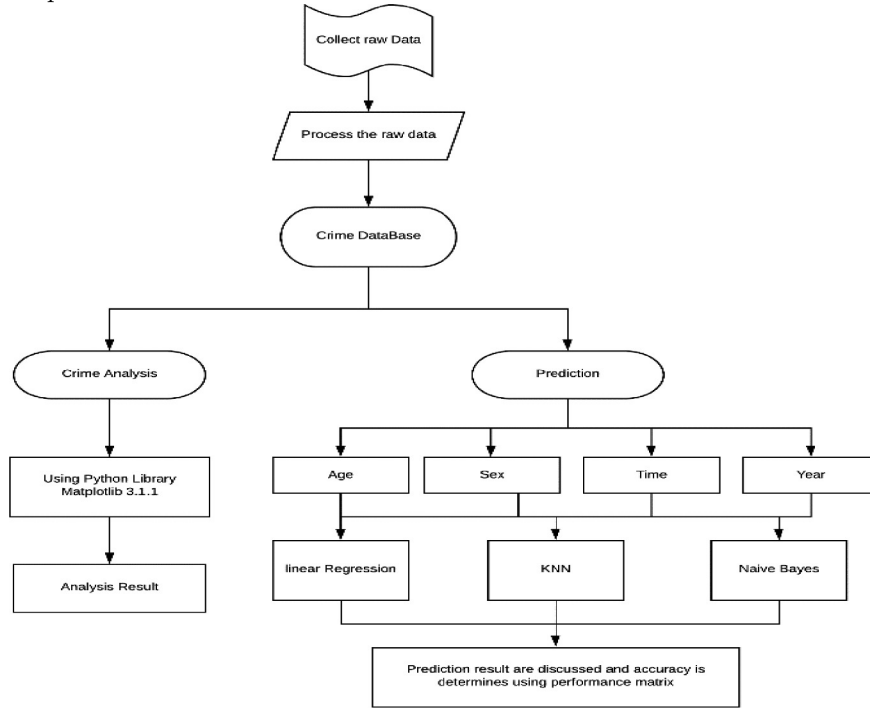 Collect raw Data
Process the raw data
Crime DataBase
Crime Analysis
Prediction
Using Python Library
Matplotlib 3.1.1
Age
Sex
Time
Year
Analysis Result
linear Regression
KNN
Naive Bayes
Prediction result are discussed and accuracy is
determines using performance matrix